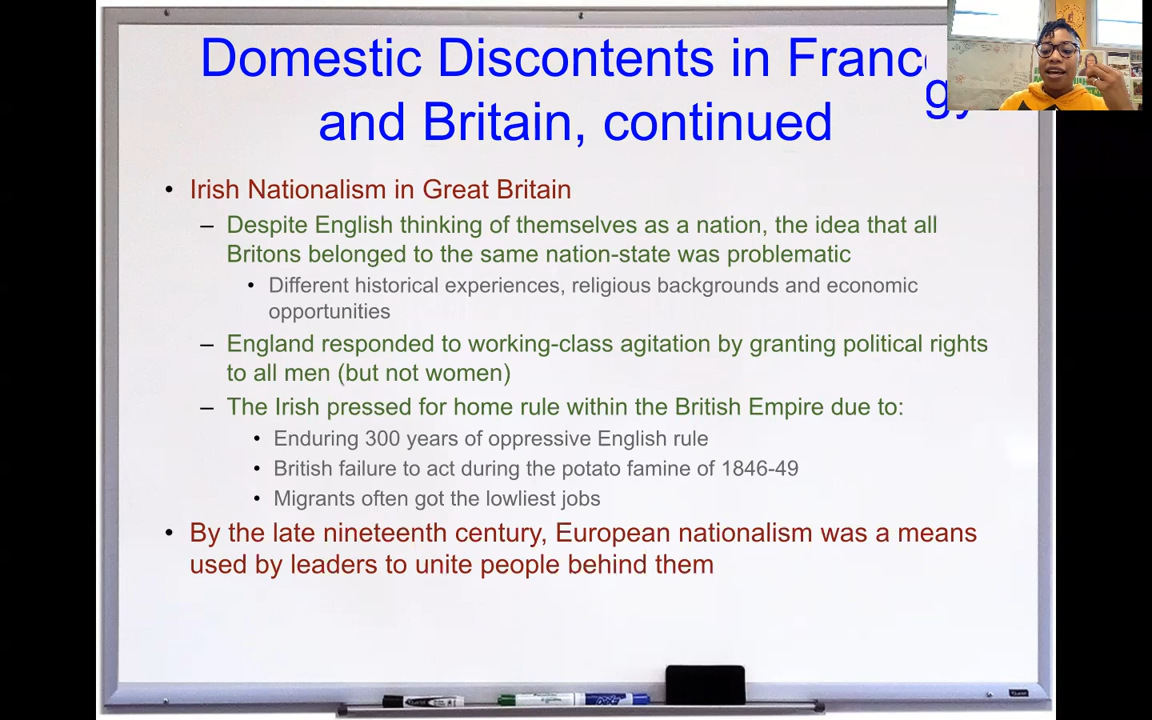 Domestic Discontents in France
and Britain, continued
gy
• Irish Nationalism in Great Britain
– Despite English thinking of themselves as a nation, the idea that all
Britons belonged to the same nation-state was problematic
• Different historical experiences, religious backgrounds and economic
opportunities
– England responded to working-class agitation by granting political rights
to all men (but not women)
– The Irish pressed for home rule within the British Empire due to:
• Enduring 300 years of oppressive English rule
• British failure to act during the potato famine of 1846-49
• Migrants often got the lowliest jobs
• By the late nineteenth century, European nationalism was a means
used by leaders to unite people behind them